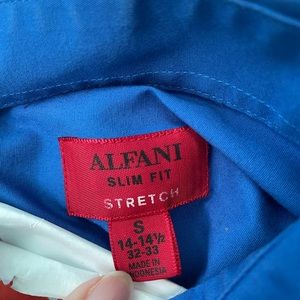 ALFANI
SLIM FIT
STRETCH
S
14-14½
32-33
MADE IN
INDONESIA